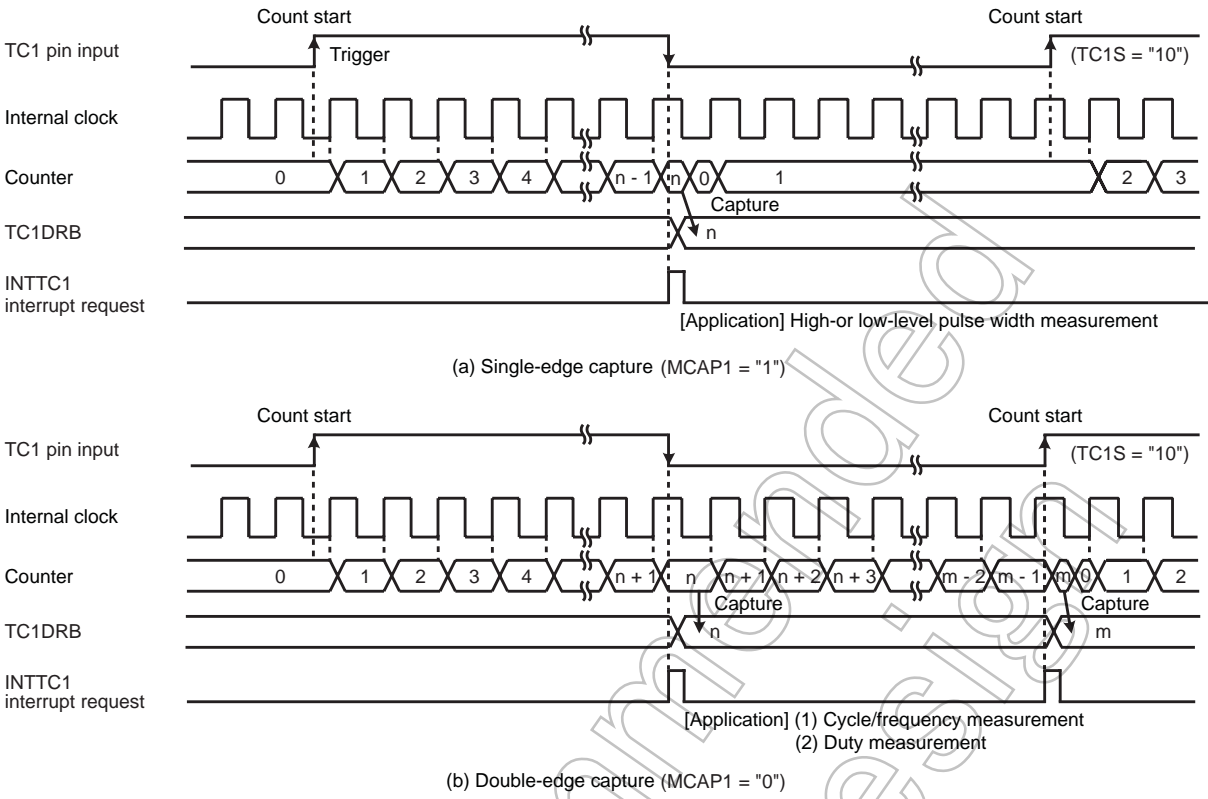 Count start Count start
TC1 pin input Trigger (TC1S = "10")
Internal clock
Counter 0 1 2 3 4 n - 1 n 0 1 2 3
Capture
TC1DRB n
INTTC1
interrupt request
[Application] High-or low-level pulse width measurement
(a) Single-edge capture (MCAP1 = "1")
Count start Count start
TC1 pin input (TC1S = "10")
Internal clock
Counter 0 1 2 3 4 n + 1 n n + 1 n + 2 n + 3 m - 2 m - 1 m 0 1 2
Capture Capture
TC1DRB n m
INTTC1
interrupt request
[Application] (1) Cycle/frequency measurement
(2) Duty measurement
(b) Double-edge capture (MCAP1 = "0")